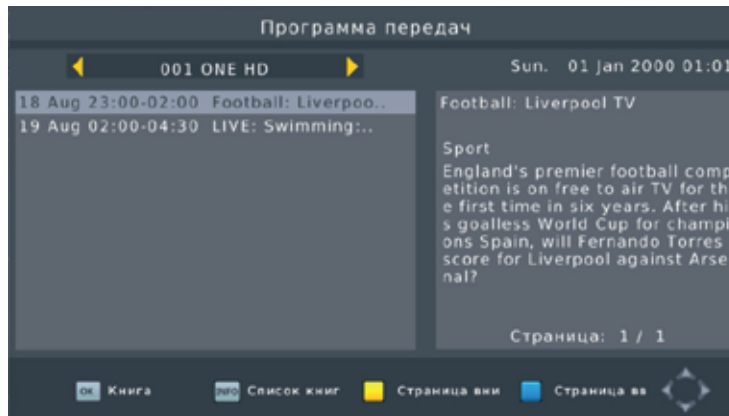 Программа передач
001 ONE HD
Sun. 01 Jan 2000 01:01
18 Aug 23:00-02:00 Football: Liverpoo..
19 Aug 02:00-04:30 LIVE: Swimming:..
Football: Liverpool TV
Sport
England's premier football comp
etition is on free to air TV for th
e first time in six years. After hi
s goalless World Cup for champi
ons Spain, will Fernando Torres
score for Liverpool against Arse
nal?
Страница: 1 / 1
OK Книга INFO Список книг Страница вни Страница вв